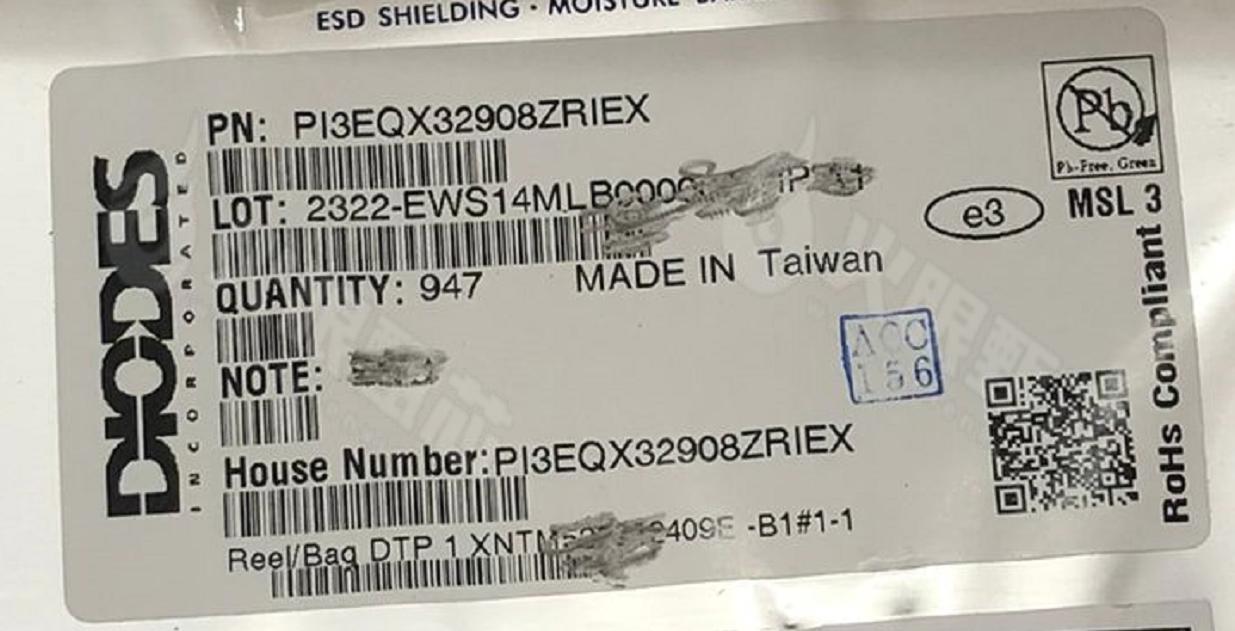 ESD SHIELDING · MOISTURE
PN: PI3EQX32908ZRIEX
LOT: 2322-EWS14MLB
QUANTITY: 947
MADE IN Taiwan
NOTE:
House Number:PI3EQX32908ZRIEX
Reel/Bag DTP 1 -B1#1-1
DIODES
INCORPORATED
Pb
Pb-Free, Green
e3
MSL 3
RoHs Compliant
ACC
156